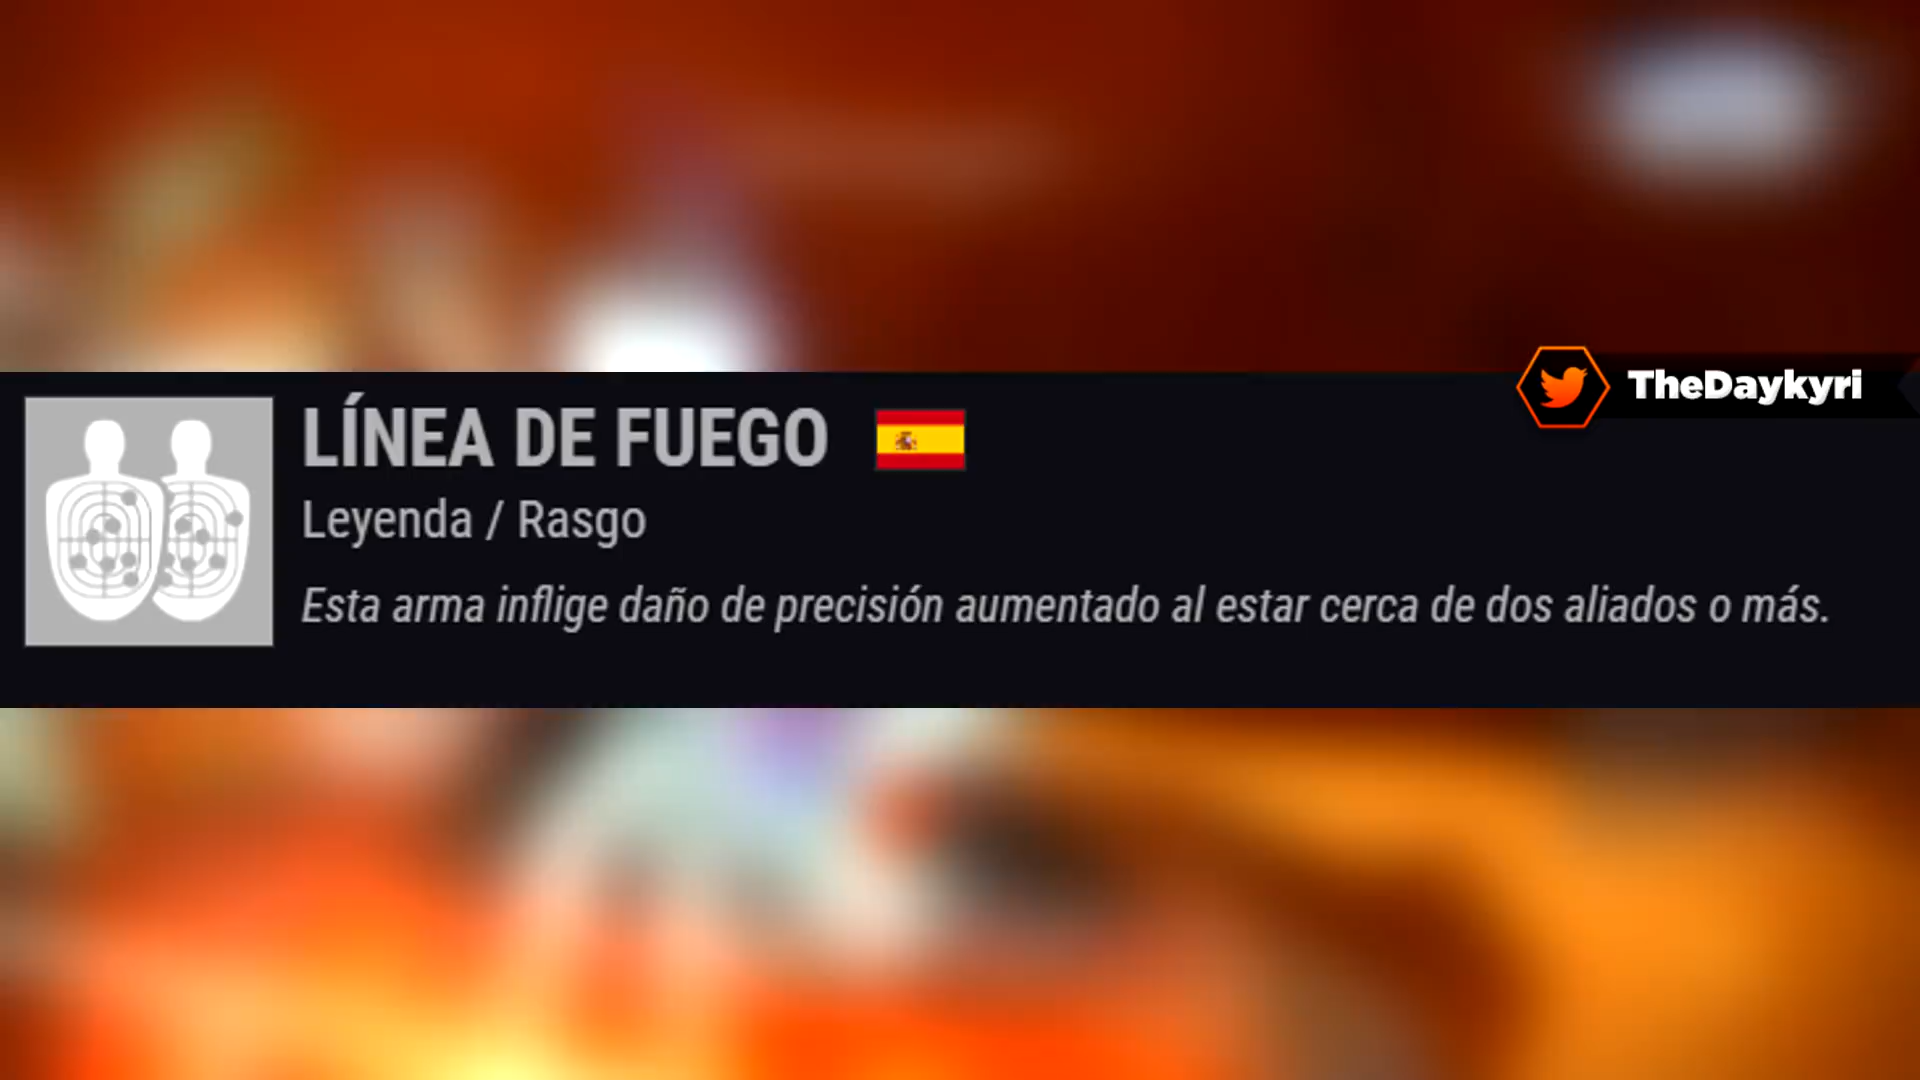 TheDaykyri
LÍNEA DE FUEGO
Leyenda / Rasgo
Esta arma inflige daño de precisión aumentado al estar cerca de dos aliados o más.